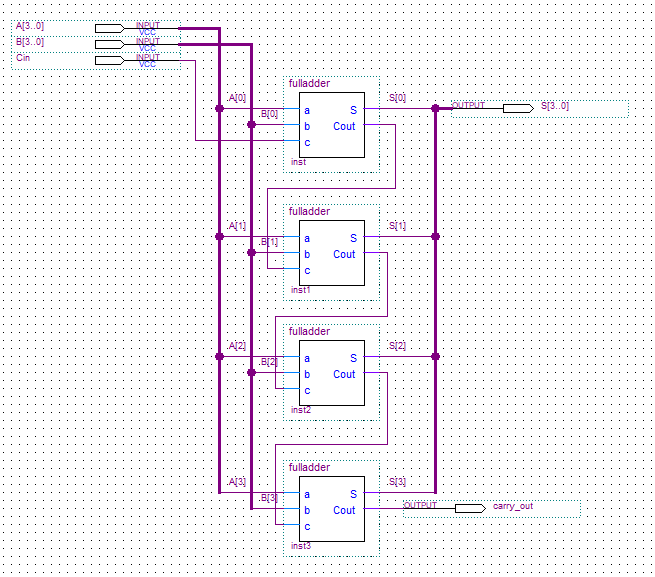 A[3..0] INPUT
VCC
B[3..0] INPUT
VCC
Cin INPUT
VCC
fulladder
A[0] a S S[0] OUTPUT S[3..0]
B[0] b Cout
c
inst
fulladder
A[1] a S S[1]
B[1] b Cout
c
inst1
fulladder
A[2] a S S[2]
B[2] b Cout
c
inst2
fulladder
A[3] a S S[3]
B[3] b Cout OUTPUT carry_out
c
inst3